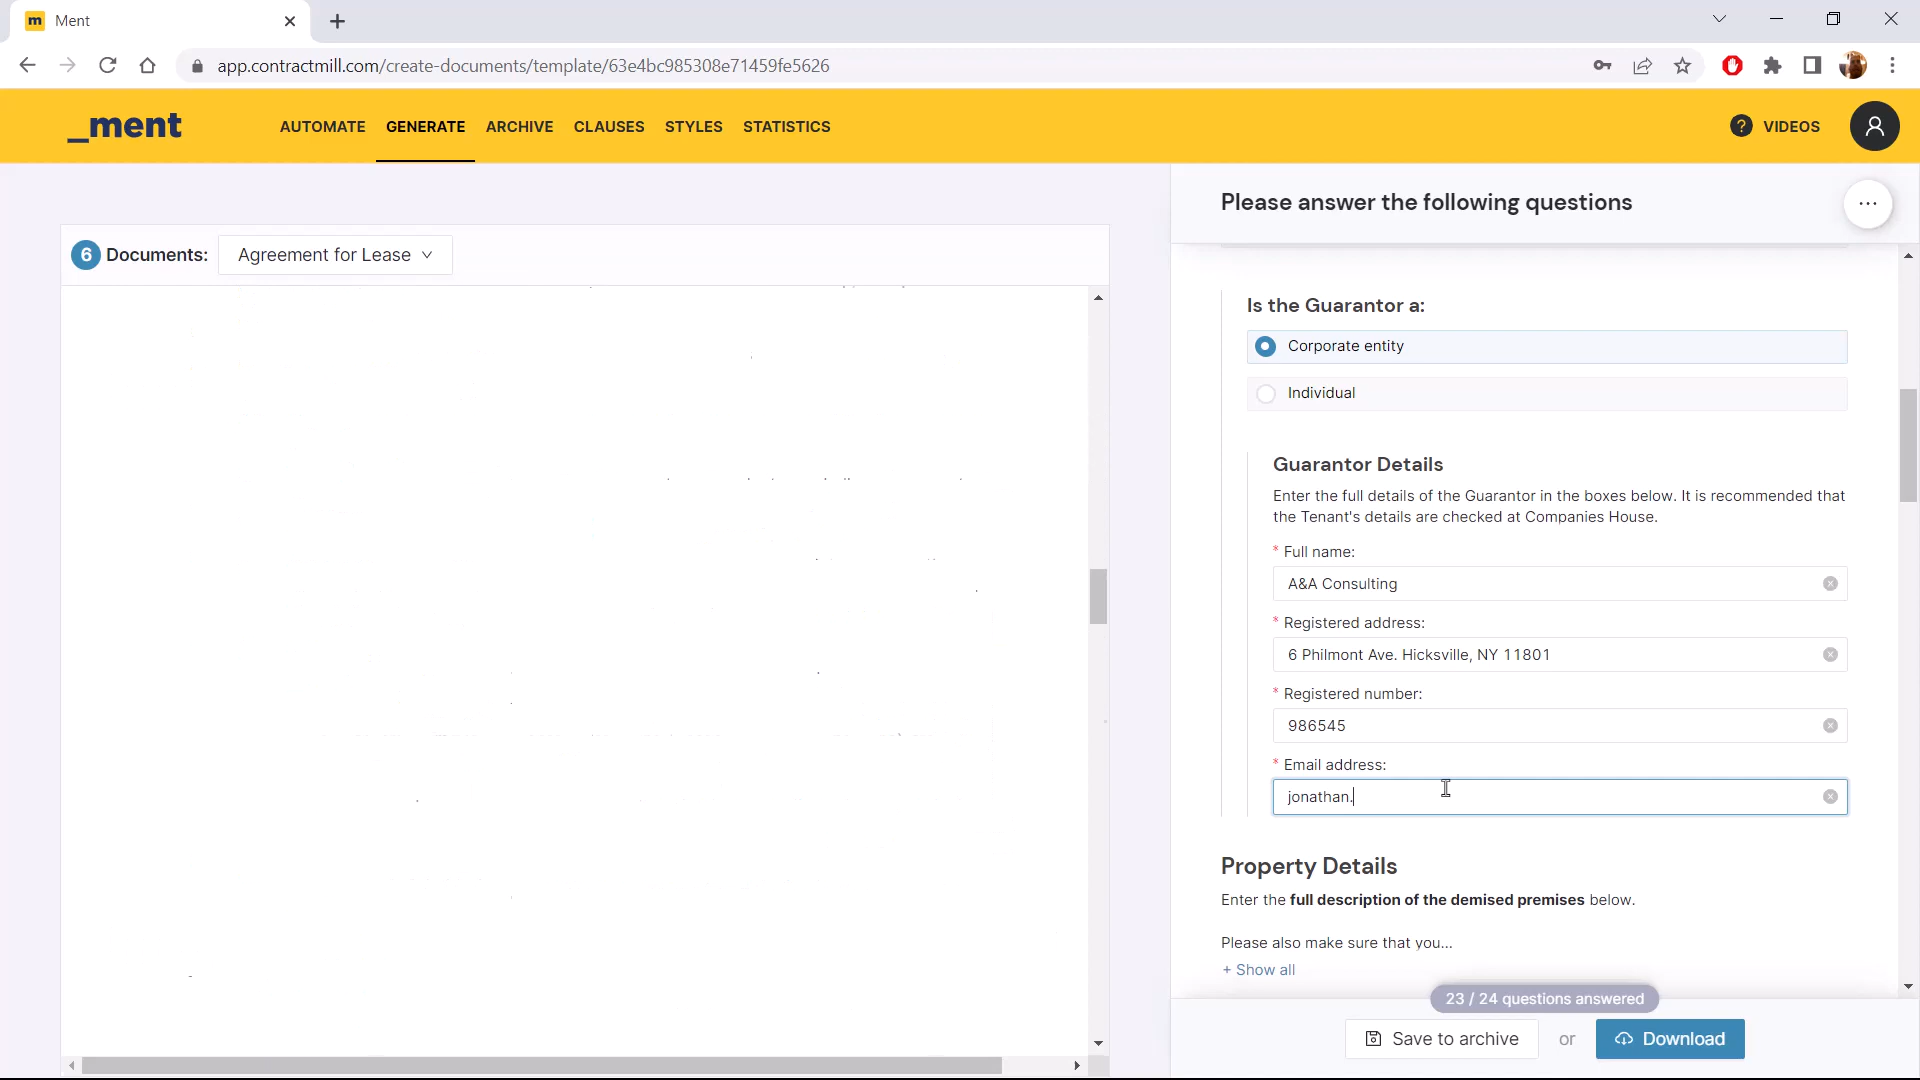 m Ment
app.contractmill.com/create-documents/template/63e4bc985308e71459fe5626
_ment
AUTOMATE GENERATE ARCHIVE CLAUSES STYLES STATISTICS
? VIDEOS
Please answer the following questions
6 Documents: Agreement for Lease
Is the Guarantor a:
Corporate entity
Individual
Guarantor Details
Enter the full details of the Guarantor in the boxes below. It is recommended that
the Tenant's details are checked at Companies House.
* Full name:
A&A Consulting
* Registered address:
6 Philmont Ave. Hicksville, NY 11801
* Registered number:
986545
* Email address:
jonathan.
Property Details
Enter the full description of the demised premises below.
Please also make sure that you...
+ Show all
23 / 24 questions answered
Save to archive or Download